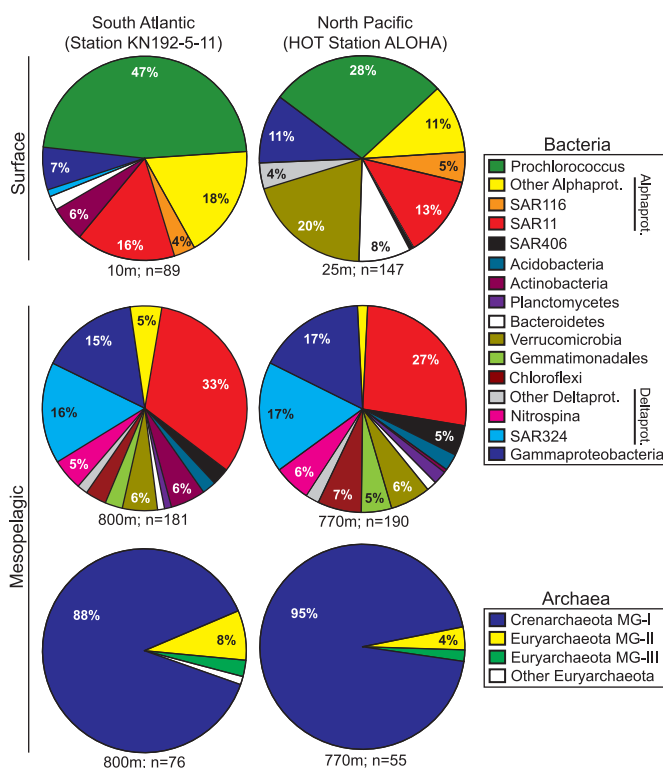 South Atlantic
(Station KN192-5-11)
North Pacific
(HOT Station ALOHA)
Surface
47%
18%
4%
16%
6%
7%
10m; n=89
28%
11%
5%
13%
8%
20%
4%
11%
25m; n=147
Bacteria
Prochlorococcus
Other Alphaprot.
SAR116
SAR11
SAR406
Acidobacteria
Actinobacteria
Planctomycetes
Bacteroidetes
Verrucomicrobia
Gemmatimonadales
Chloroflexi
Other Deltaprot.
Nitrospina
SAR324
Gammaproteobacteria
Alphaprot.
Deltaprot.
Mesopelagic
5%
33%
6%
6%
5%
16%
15%
800m; n=181
27%
5%
6%
5%
7%
6%
17%
17%
770m; n=190
88%
8%
800m; n=76
95%
4%
770m; n=55
Archaea
Crenarchaeota MG-I
Euryarchaeota MG-II
Euryarchaeota MG-III
Other Euryarchaeota